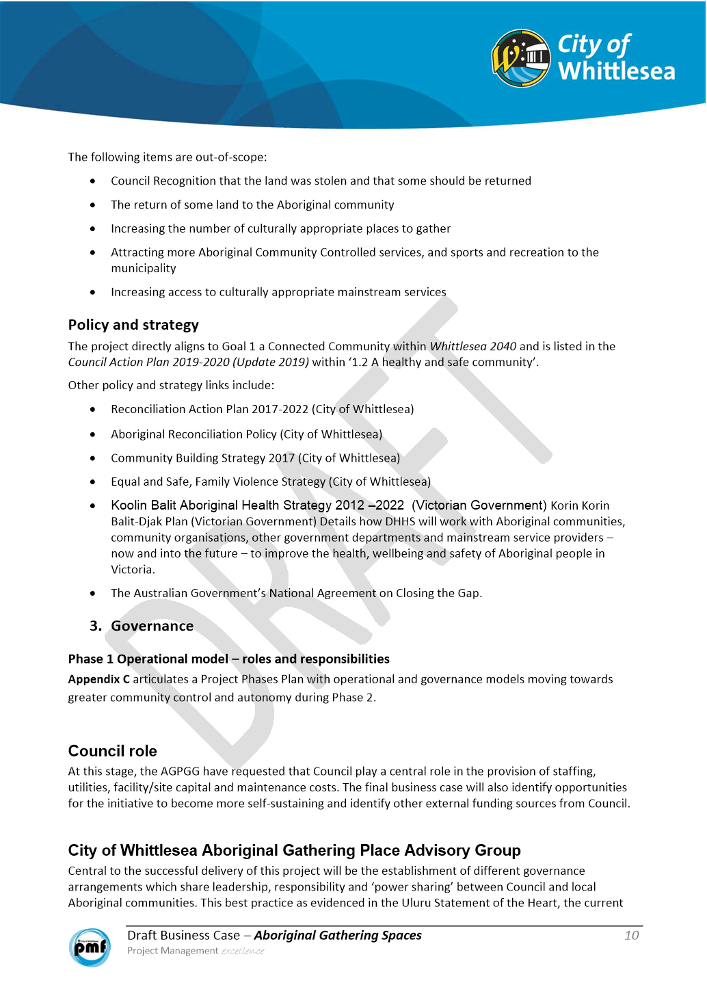 City of
Whittlesea
The following items are out-of-scope:
• Council Recognition that the land was stolen and that some should be returned
• The return of some land to the Aboriginal community
• Increasing the number of culturally appropriate places to gather
• Attracting more Aboriginal Community Controlled services, and sports and recreation to the
municipality
• Increasing access to culturally appropriate mainstream services
Policy and strategy
The project directly aligns to Goal 1 a Connected Community within Whittlesea 2040 and is listed in the
Council Action Plan 2019-2020 (Update 2019) within ‘1.2 A healthy and safe community’.
Other policy and strategy links include:
• Reconciliation Action Plan 2017-2022 (City of Whittlesea)
• Aboriginal Reconciliation Policy (City of Whittlesea)
• Community Building Strategy 2017 (City of Whittlesea)
• Equal and Safe, Family Violence Strategy (City of Whittlesea)
• Koolin Balit Aboriginal Health Strategy 2012 –2022 (Victorian Government) Korin Korin
Balit-Djak Plan (Victorian Government) Details how DHHS will work with Aboriginal communities,
community organisations, other government departments and mainstream service providers –
now and into the future – to improve the health, wellbeing and safety of Aboriginal people in
Victoria.
• The Australian Government’s National Agreement on Closing the Gap.
3. Governance
Phase 1 Operational model – roles and responsibilities
Appendix C articulates a Project Phases Plan with operational and governance models moving towards
greater community control and autonomy during Phase 2.
Council role
At this stage, the AGPGG have requested that Council play a central role in the provision of staffing,
utilities, facility/site capital and maintenance costs. The final business case will also identify opportunities
for the initiative to become more self-sustaining and identify other external funding sources from Council.
City of Whittlesea Aboriginal Gathering Place Advisory Group
Central to the successful delivery of this project will be the establishment of different governance
arrangements which share leadership, responsibility and ‘power sharing’ between Council and local
Aboriginal communities. This best practice as evidenced in the Uluru Statement of the Heart, the current
DRAFT
City of Whittlesea
pmf
Draft Business Case – Aboriginal Gathering Spaces 10
Project Management excellence